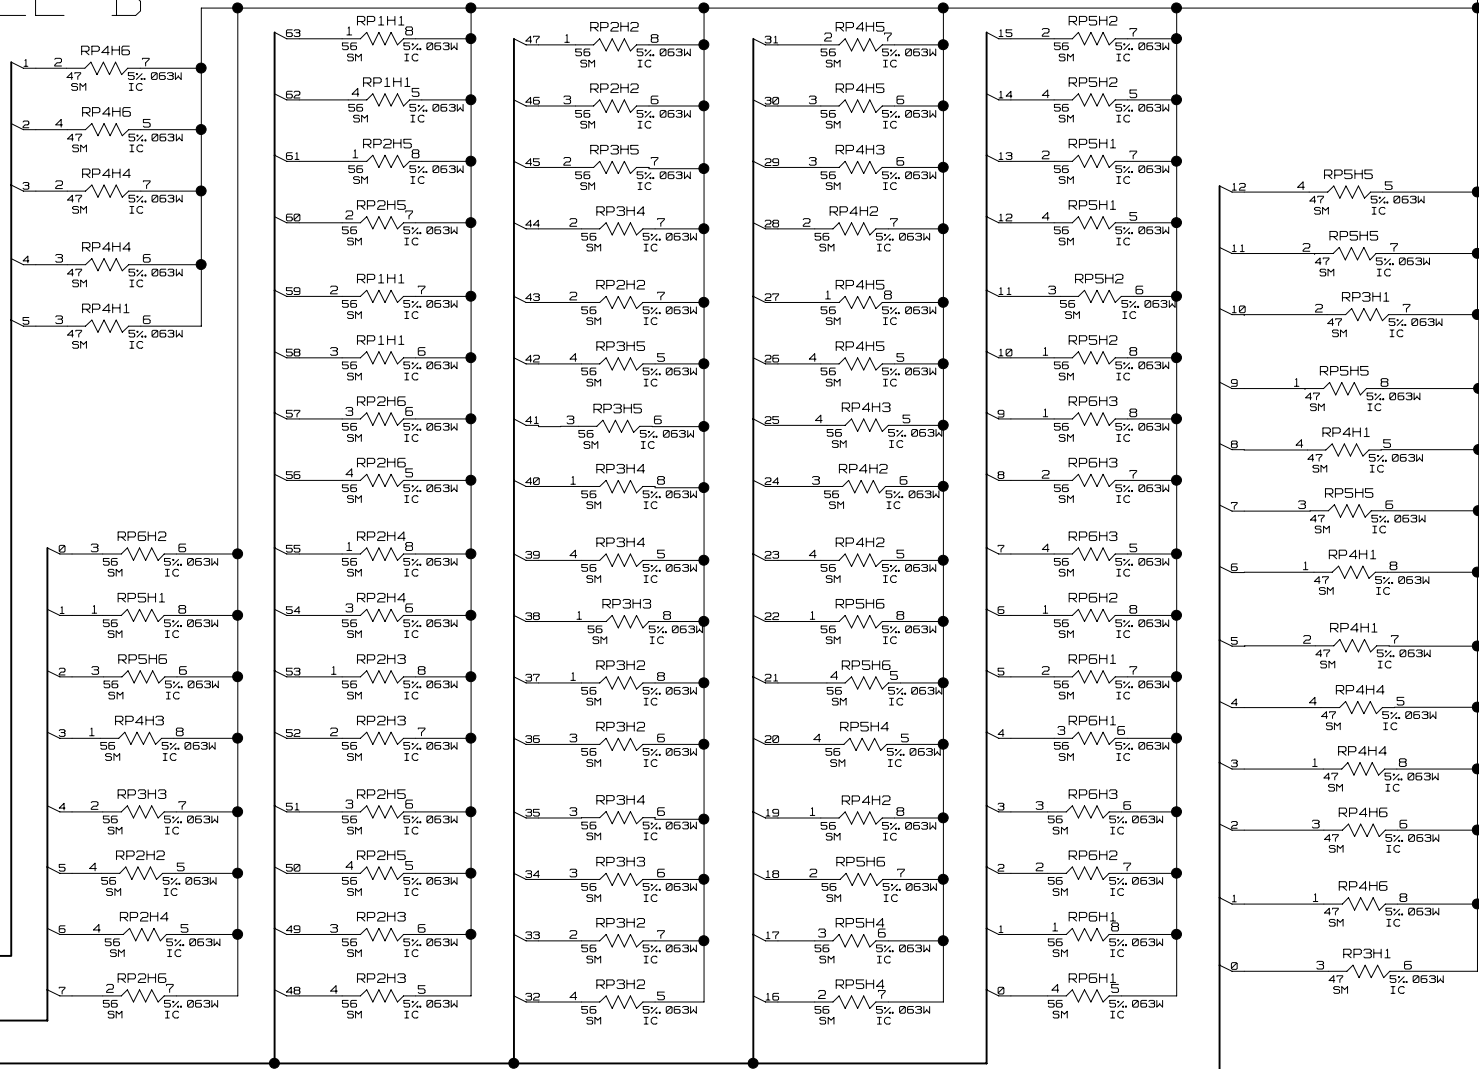 RP4H6
1 2 7
47 5% .063W
SM IC
RP4H6
2 4 5
47 5% .063W
SM IC
RP4H4
3 2 7
47 5% .063W
SM IC
RP4H4
4 3 6
47 5% .063W
SM IC
RP4H1
5 3 6
47 5% .063W
SM IC
RP6H2
0 3 6
56 5% .063W
SM IC
RP5H1
1 1 8
56 5% .063W
SM IC
RP5H6
2 3 6
56 5% .063W
SM IC
RP4H3
3 1 8
56 5% .063W
SM IC
RP3H3
4 2 7
56 5% .063W
SM IC
RP2H2
5 4 5
56 5% .063W
SM IC
RP2H4
6 4 5
56 5% .063W
SM IC
RP2H6
7 2 7
56 5% .063W
SM IC
RP1H1
63 1 8
56 5% .063W
SM IC
RP1H1
62 4 5
56 5% .063W
SM IC
RP2H5
61 1 8
56 5% .063W
SM IC
RP2H5
60 2 7
56 5% .063W
SM IC
RP1H1
59 2 7
56 5% .063W
SM IC
RP1H1
58 3 6
56 5% .063W
SM IC
RP2H6
57 3 6
56 5% .063W
SM IC
RP2H6
56 4 5
56 5% .063W
SM IC
RP2H4
55 1 8
56 5% .063W
SM IC
RP2H4
54 3 6
56 5% .063W
SM IC
RP2H3
53 1 8
56 5% .063W
SM IC
RP2H3
52 2 7
56 5% .063W
SM IC
RP2H5
51 3 6
56 5% .063W
SM IC
RP2H5
50 4 5
56 5% .063W
SM IC
RP2H3
49 3 6
56 5% .063W
SM IC
RP2H3
48 4 5
56 5% .063W
SM IC
RP2H2
47 1 8
56 5% .063W
SM IC
RP2H2
46 3 6
56 5% .063W
SM IC
RP3H5
45 2 7
56 5% .063W
SM IC
RP3H4
44 2 7
56 5% .063W
SM IC
RP2H2
43 2 7
56 5% .063W
SM IC
RP3H5
42 4 5
56 5% .063W
SM IC
RP3H5
41 3 6
56 5% .063W
SM IC
RP3H4
40 1 8
56 5% .063W
SM IC
RP3H4
39 4 5
56 5% .063W
SM IC
RP3H3
38 1 8
56 5% .063W
SM IC
RP3H2
37 1 8
56 5% .063W
SM IC
RP3H2
36 3 6
56 5% .063W
SM IC
RP3H4
35 3 6
56 5% .063W
SM IC
RP3H3
34 3 6
56 5% .063W
SM IC
RP3H2
33 2 7
56 5% .063W
SM IC
RP3H2
32 4 5
56 5% .063W
SM IC
RP4H5
31 2 7
56 5% .063W
SM IC
RP4H5
30 3 6
56 5% .063W
SM IC
RP4H3
29 3 6
56 5% .063W
SM IC
RP4H2
28 2 7
56 5% .063W
SM IC
RP4H5
27 1 8
56 5% .063W
SM IC
RP4H5
26 4 5
56 5% .063W
SM IC
RP4H3
25 4 5
56 5% .063W
SM IC
RP4H2
24 3 6
56 5% .063W
SM IC
RP4H2
23 4 5
56 5% .063W
SM IC
RP5H6
22 1 8
56 5% .063W
SM IC
RP5H6
21 4 5
56 5% .063W
SM IC
RP5H4
20 4 5
56 5% .063W
SM IC
RP4H2
19 1 8
56 5% .063W
SM IC
RP5H6
18 2 7
56 5% .063W
SM IC
RP5H4
17 3 6
56 5% .063W
SM IC
RP5H4
16 2 7
56 5% .063W
SM IC
RP5H2
15 2 7
56 5% .063W
SM IC
RP5H2
14 4 5
56 5% .063W
SM IC
RP5H1
13 2 7
56 5% .063W
SM IC
RP5H1
12 4 5
56 5% .063W
SM IC
RP5H2
11 3 6
56 5% .063W
SM IC
RP5H2
10 1 8
56 5% .063W
SM IC
RP6H3
9 1 8
56 5% .063W
SM IC
RP6H3
8 2 7
56 5% .063W
SM IC
RP6H3
7 4 5
56 5% .063W
SM IC
RP6H2
6 1 8
56 5% .063W
SM IC
RP6H1
5 2 7
56 5% .063W
SM IC
RP6H1
4 3 6
56 5% .063W
SM IC
RP6H3
3 3 6
56 5% .063W
SM IC
RP6H2
2 2 7
56 5% .063W
SM IC
RP6H1
1 1 8
56 5% .063W
SM IC
RP6H1
0 4 5
56 5% .063W
SM IC
RP5H5
12 4 5
47 5% .063W
SM IC
RP5H5
11 2 7
47 5% .063W
SM IC
RP3H1
10 2 7
47 5% .063W
SM IC
RP5H5
9 1 8
47 5% .063W
SM IC
RP4H1
8 4 5
47 5% .063W
SM IC
RP5H5
7 3 6
47 5% .063W
SM IC
RP4H1
6 1 8
47 5% .063W
SM IC
RP4H1
5 2 7
47 5% .063W
SM IC
RP4H4
4 4 5
47 5% .063W
SM IC
RP4H4
3 1 8
47 5% .063W
SM IC
RP4H6
2 3 6
47 5% .063W
SM IC
RP4H6
1 1 8
47 5% .063W
SM IC
RP3H1
0 3 6
47 5% .063W
SM IC